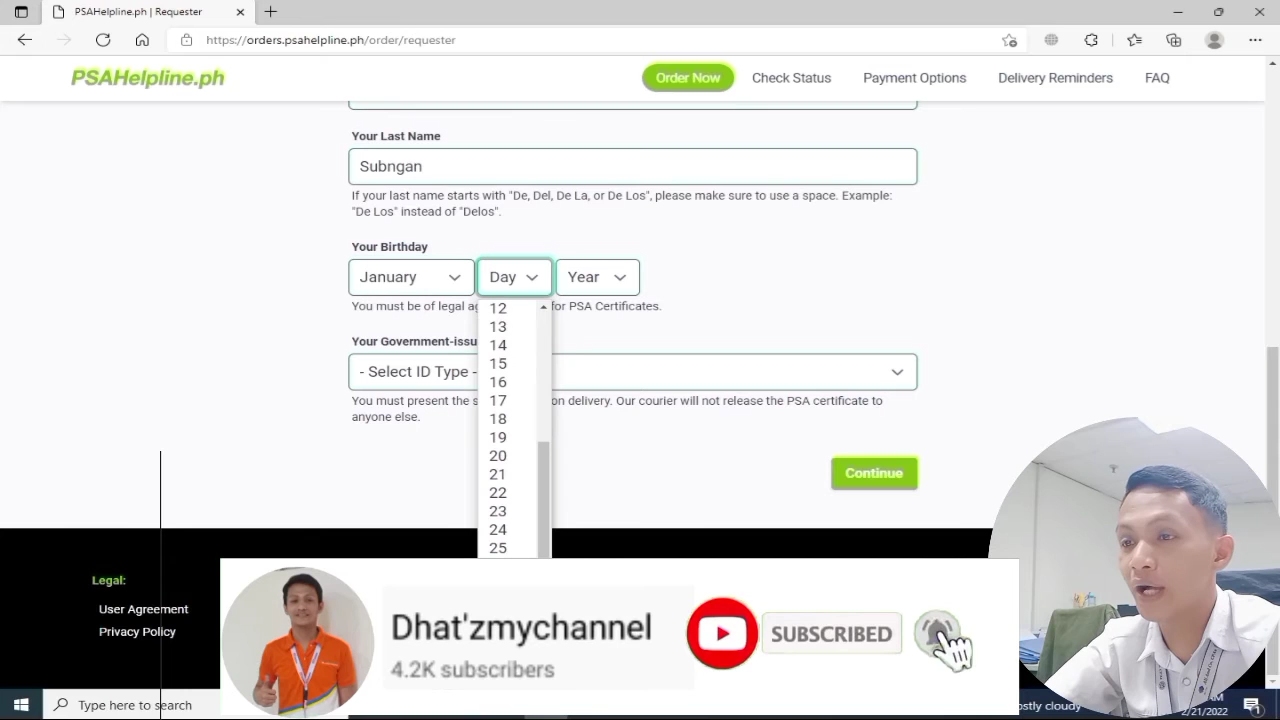 PSAHelpline.ph | Requester
https://orders.psahelpline.ph/order/requester
PSAHelpline.ph
Order Now
Check Status
Payment Options
Delivery Reminders
FAQ
Your Last Name
Subngan
If your last name starts with "De, Del, De La, or De Los", please make sure to use a space. Example:
"De Los" instead of "Delos".
Your Birthday
January
Day
Year
You must be of legal ag
for PSA Certificates.
12
13
14
15
16
17
18
19
20
21
22
23
24
25
Your Government-issu
- Select ID Type -
You must present the s
on delivery. Our courier will not release the PSA certificate to
anyone else.
Continue
Legal:
User Agreement
Privacy Policy
Dhat'zmychannel
4.2K subscribers
SUBSCRIBED
Type here to search
ostly cloudy
AM
2/21/2022
1